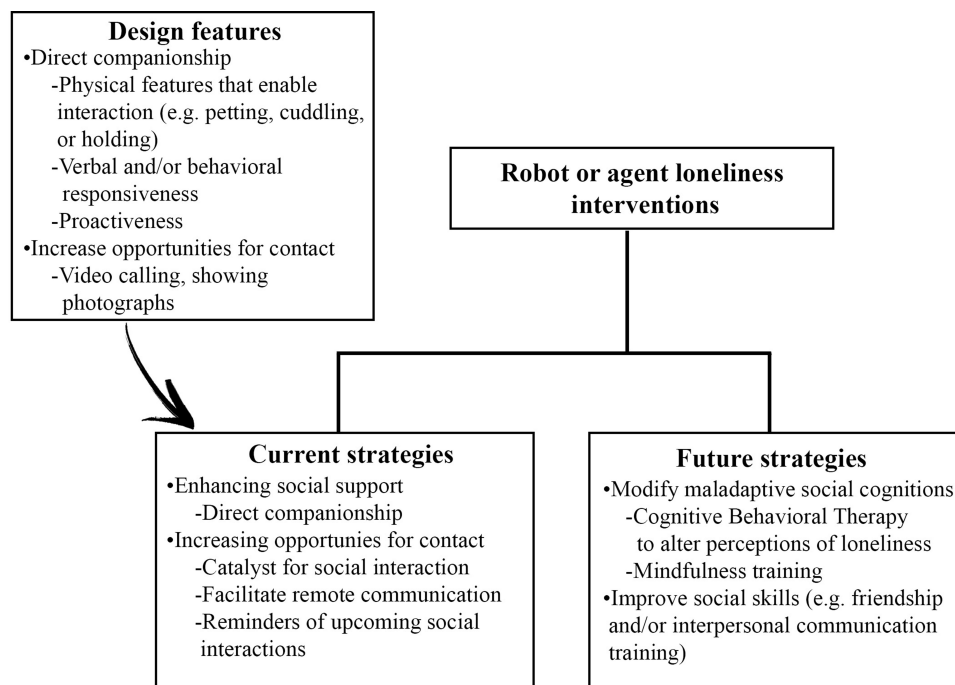 Design features
•Direct companionship
-Physical features that enable
interaction (e.g. petting, cuddling,
or holding)
-Verbal and/or behavioral
responsiveness
-Proactiveness
•Increase opportunities for contact
-Video calling, showing
photographs
Robot or agent loneliness
interventions
Current strategies
•Enhancing social support
-Direct companionship
•Increasing opportunies for contact
-Catalyst for social interaction
-Facilitate remote communication
-Reminders of upcoming social
interactions
Future strategies
•Modify maladaptive social cognitions
-Cognitive Behavioral Therapy
to alter perceptions of loneliness
-Mindfulness training
•Improve social skills (e.g. friendship
and/or interpersonal communication
training)